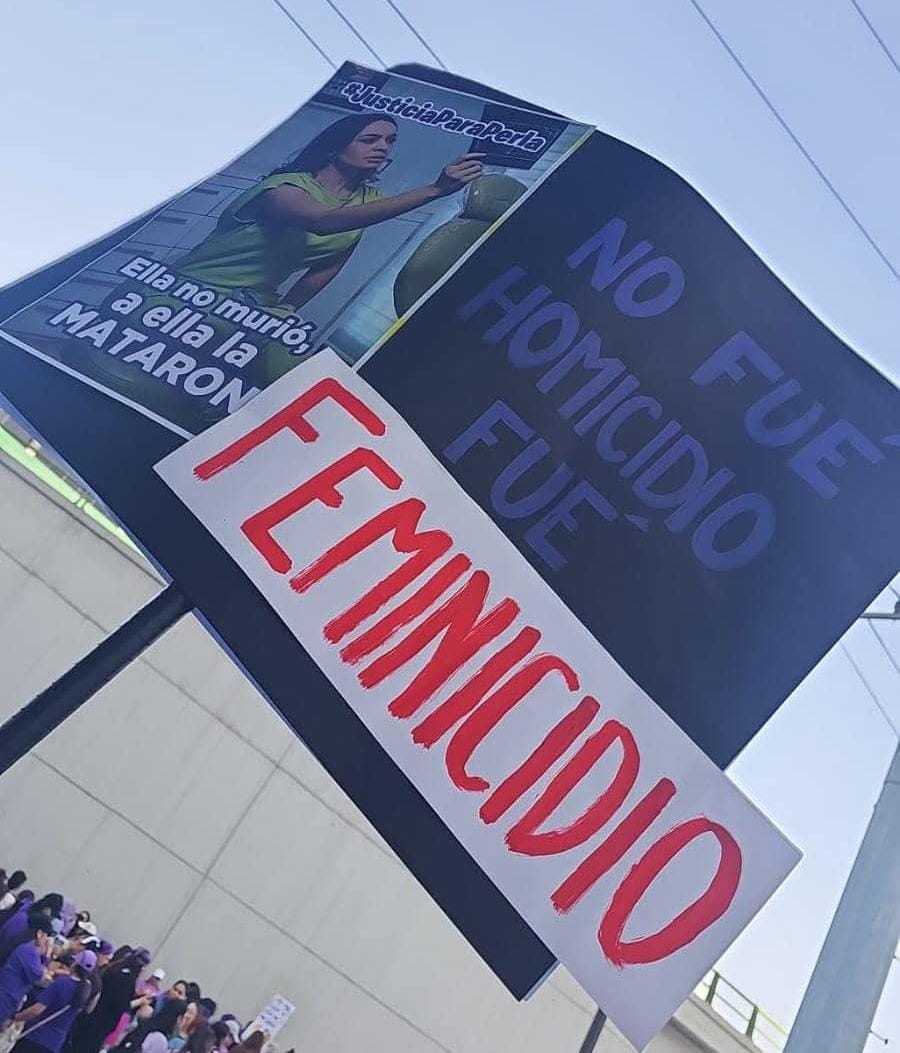 #JusticiaParaPerla
Ella no murió,
a ella la
MATARON
NO FUÉ
HOMICIDIO
FUÉ
FEMINICIDIO